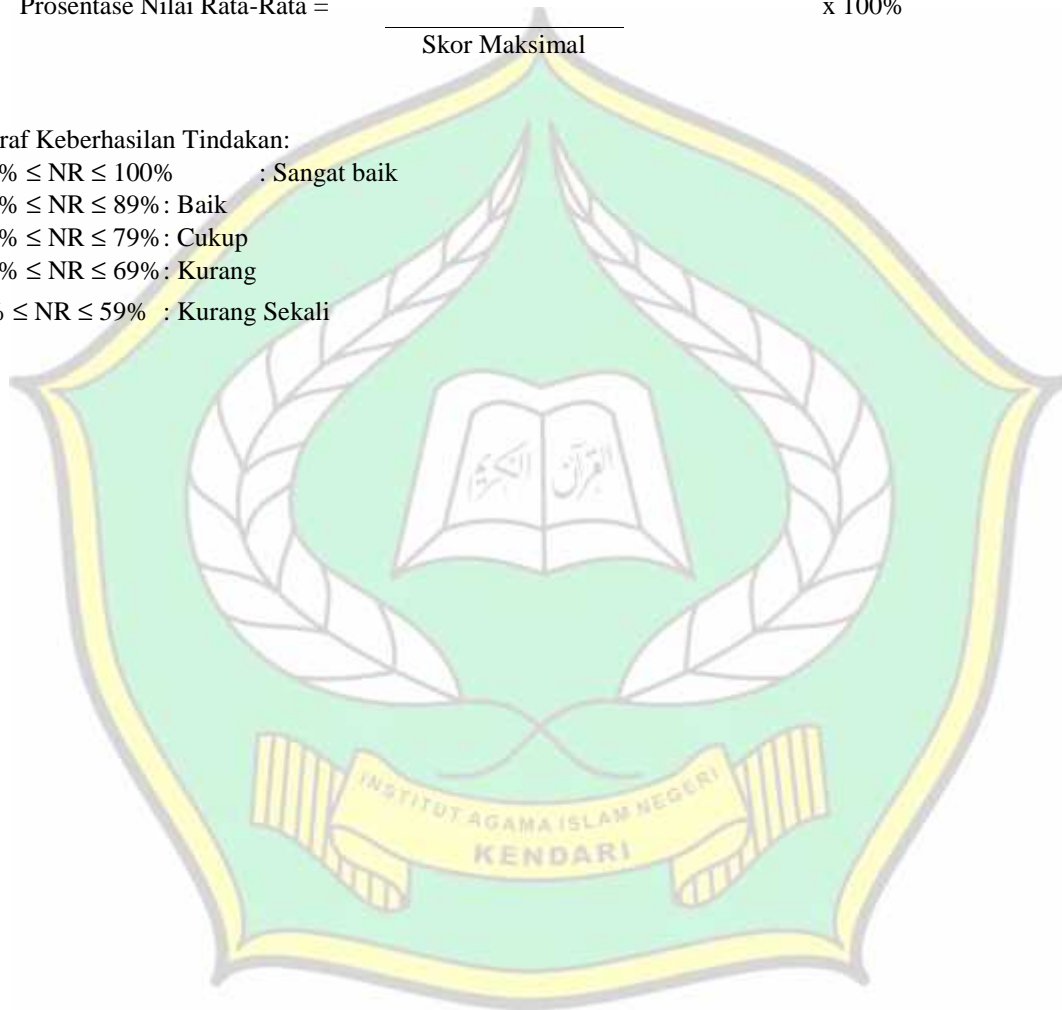 Prosentase Nilai Rata-Rata = x 100%
Skor Maksimal
raf Keberhasilan Tindakan:
% ≤ NR ≤ 100% : Sangat baik
% ≤ NR ≤ 89% : Baik
% ≤ NR ≤ 79% : Cukup
% ≤ NR ≤ 69% : Kurang
% ≤ NR ≤ 59% : Kurang Sekali
القرآن الكريم
INSTITUT AGAMA ISLAM NEGERI
KENDARI